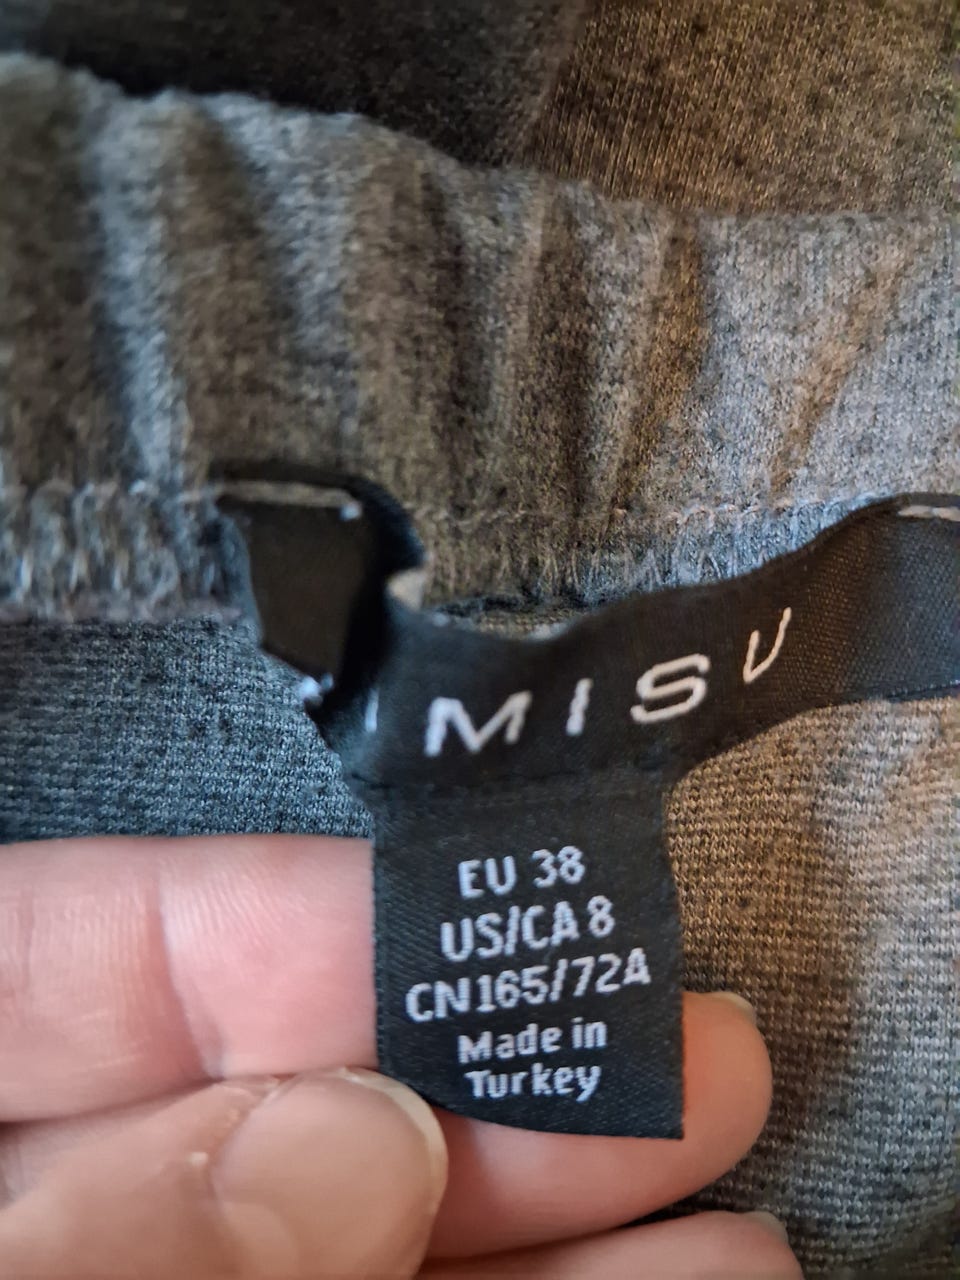 MISU
EU 38
US/CA 8
CN165/72A
Made in
Turkey